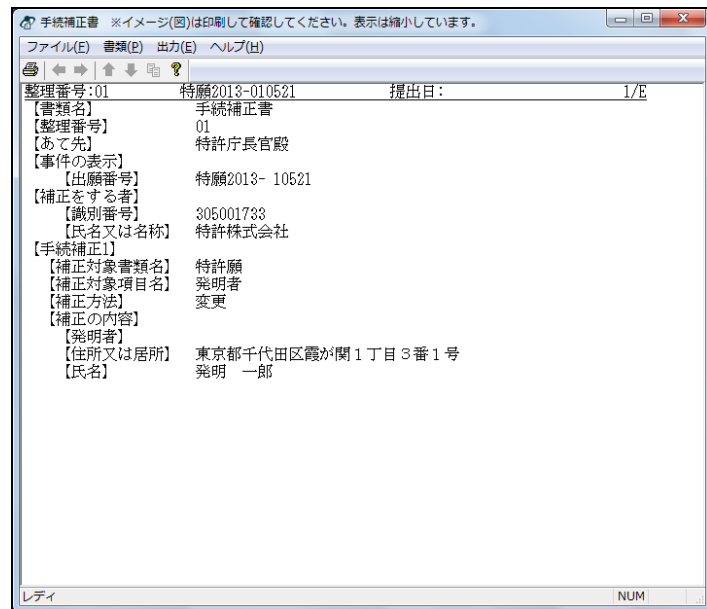 手続補正書 ※イメージ(図)は印刷して確認してください。表示は縮小しています。
ファイル(F) 書類(P) 出力(E) ヘルプ(H)
整理番号:01 特願2013-010521 提出日: 1/E
【書類名】 手続補正書
【整理番号】 01
【あて先】 特許庁長官殿
【事件の表示】
【出願番号】 特願2013- 10521
【補正をする者】
【識別番号】 305001733
【氏名又は名称】 特許株式会社
【手続補正1】
【補正対象書類名】 特許願
【補正対象項目名】 発明者
【補正方法】 変更
【補正の内容】
【発明者】
【住所又は居所】 東京都千代田区霞が関1丁目3番1号
【氏名】 発明 一郎
レディ NUM